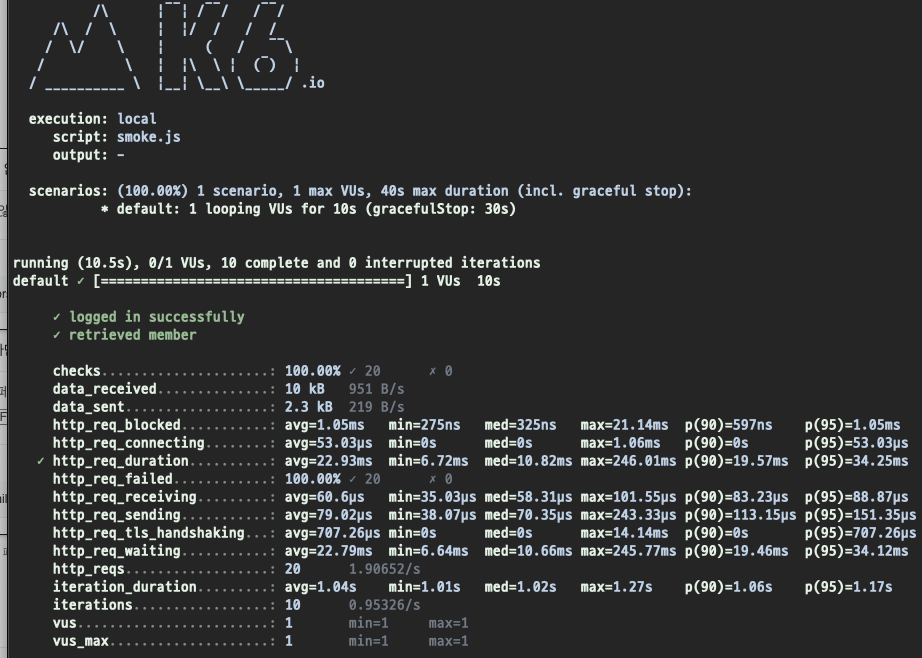 .io
execution: local
script: smoke.js
output: -
scenarios: (100.00%) 1 scenario, 1 max VUs, 40s max duration (incl. graceful stop):
* default: 1 looping VUs for 10s (gracefulStop: 30s)
running (10.5s), 0/1 VUs, 10 complete and 0 interrupted iterations
default ✓ [======================================] 1 VUs  10s
✓ logged in successfully
✓ retrieved member
checks.....................: 100.00% ✓ 20      ✗ 0
data_received..............: 10 kB   951 B/s
data_sent..................: 2.3 kB  219 B/s
http_req_blocked...........: avg=1.05ms   min=275ns   med=325ns   max=21.14ms  p(90)=597ns    p(95)=1.05ms
http_req_connecting........: avg=53.03µs  min=0s      med=0s      max=1.06ms   p(90)=0s       p(95)=53.03µs
✓ http_req_duration..........: avg=22.93ms  min=6.72ms  med=10.82ms max=246.01ms p(90)=19.57ms  p(95)=34.25ms
http_req_failed............: 100.00% ✓ 20      ✗ 0
http_req_receiving.........: avg=60.6µs   min=35.03µs med=58.31µs max=101.55µs p(90)=83.23µs  p(95)=88.87µs
http_req_sending...........: avg=79.02µs  min=38.07µs med=70.35µs max=243.33µs p(90)=113.15µs p(95)=151.35µs
http_req_tls_handshaking...: avg=707.26µs min=0s      med=0s      max=14.14ms  p(90)=0s       p(95)=707.26µs
http_req_waiting...........: avg=22.79ms  min=6.64ms  med=10.66ms max=245.77ms p(90)=19.46ms  p(95)=34.12ms
http_reqs..................: 20      1.90652/s
iteration_duration.........: avg=1.04s    min=1.01s   med=1.02s   max=1.27s    p(90)=1.06s    p(95)=1.17s
iterations.................: 10      0.95326/s
vus........................: 1       min=1     max=1
vus_max....................: 1       min=1     max=1